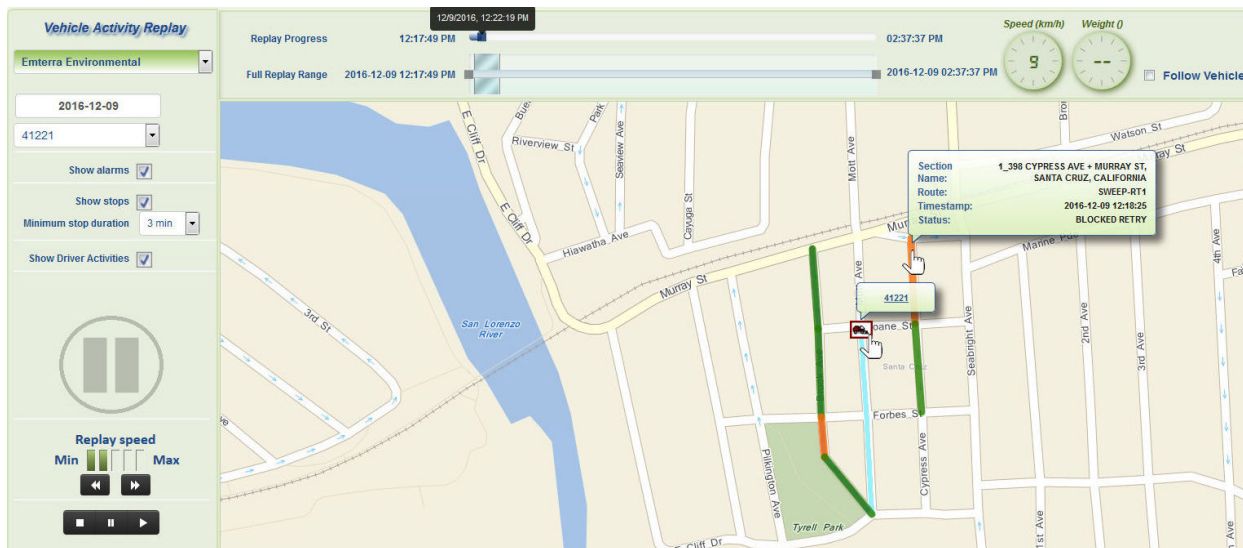 Vehicle Activity Replay
Emterra Environmental
2016-12-09
41221
Show alarms
Show stops
Minimum stop duration 3 min
Show Driver Activities
Replay speed
Min Max
12/9/2016, 12:22:19 PM
Replay Progress 12:17:49 PM 02:37:37 PM
Full Replay Range 2016-12-09 12:17:49 PM 2016-12-09 02:37:37 PM
Speed (km/h) Weight ()
9 --
Follow Vehicle
E Cliff Dr
Riverview St
Park
Seaview Ave
Mott Ave
Watson St
Section Name: 1_398 CYPRESS AVE + MURRAY ST,
SANTA CRUZ, CALIFORNIA
Route: SWEEP-RT1
Timestamp: 2016-12-09 12:18:25
Status: BLOCKED RETRY
Cayuga St
E Cliff Dr
Hiawatha Ave
Murray St
4th Ave
3rd St
San Lorenzo
River
41221
Ave
Seabright Ave
2nd Ave
3rd Ave
Santa Cruz
Forbes St
Pilkington Ave
Cypress Ave
Tyrell Park
E Cliff Dr
1st Ave